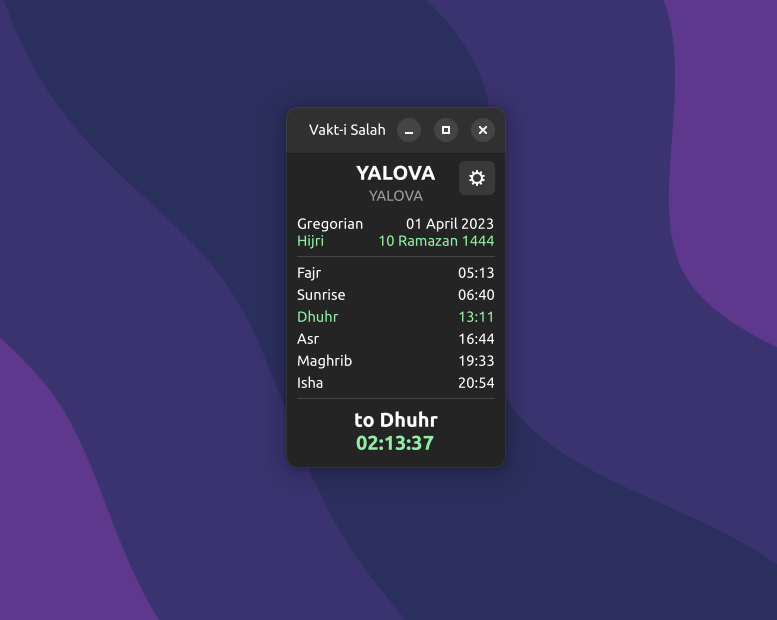 Vakt-i Salah
YALOVA
YALOVA
Gregorian 01 April 2023
Hijri 10 Ramazan 1444
Fajr 05:13
Sunrise 06:40
Dhuhr 13:11
Asr 16:44
Maghrib 19:33
Isha 20:54
to Dhuhr
02:13:37